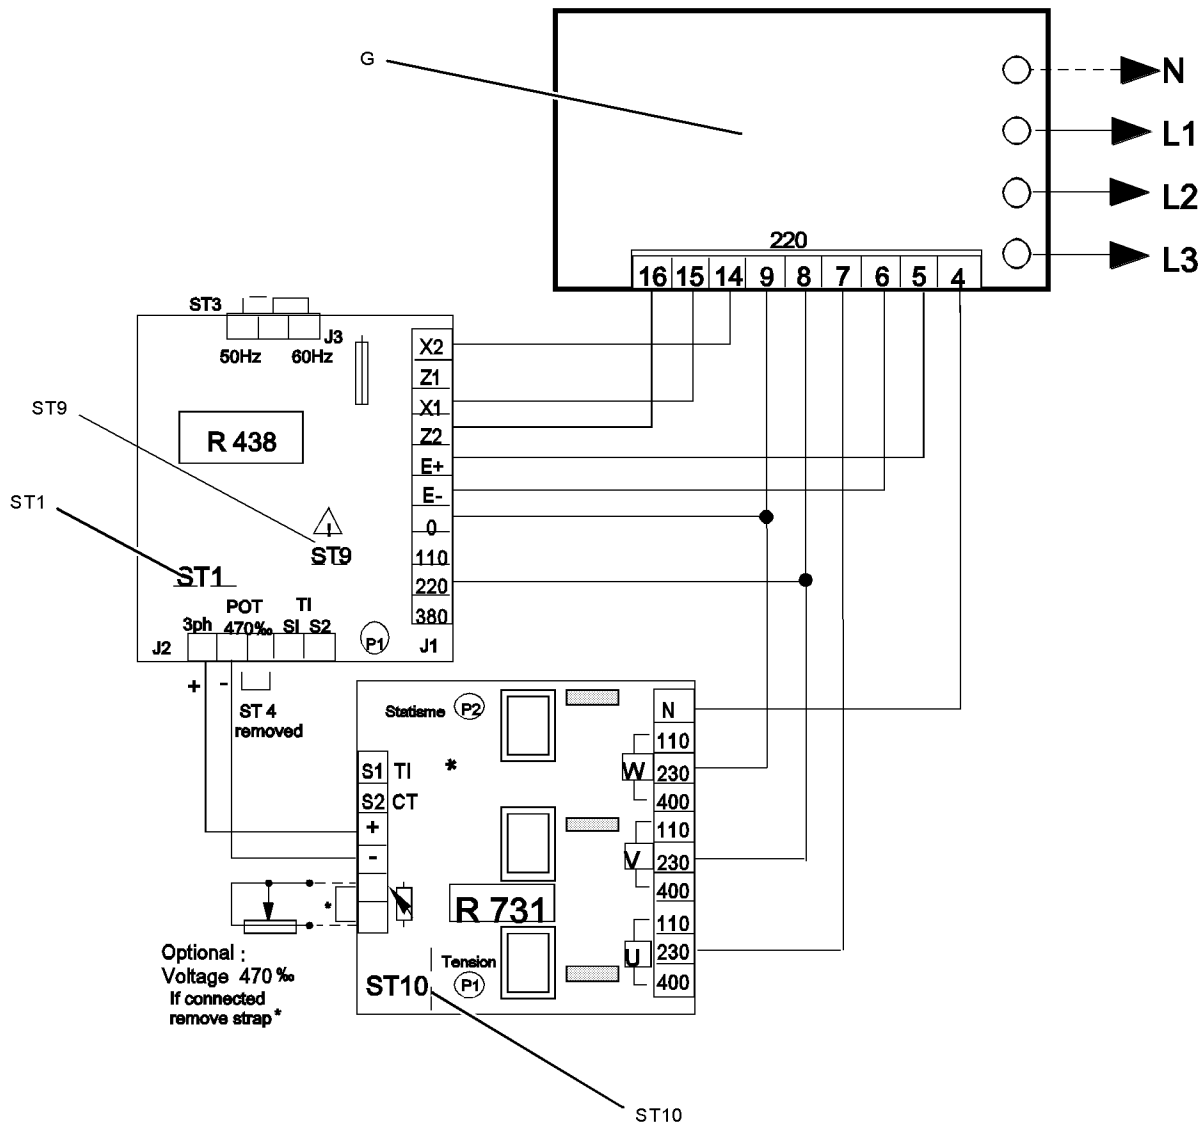 G
N
L1
L2
L3
220
16 15 14 9 8 7 6 5 4
ST3
J3
50Hz 60Hz
X2
Z1
X1
Z2
E+
E-
0
110
220
380
J1
ST9
R 438
ST1
!
ST9
ST1
POT TI
3ph 470‰ SI S2
J2
P1
+ -
ST 4
removed
Statisme P2
N
110
W 230
400
110
V 230
400
110
U 230
400
S1 TI *
S2 CT
+
-
*
R 731
Optional :
Voltage 470 ‰
If connected
remove strap *
Tension
ST10 P1
ST10